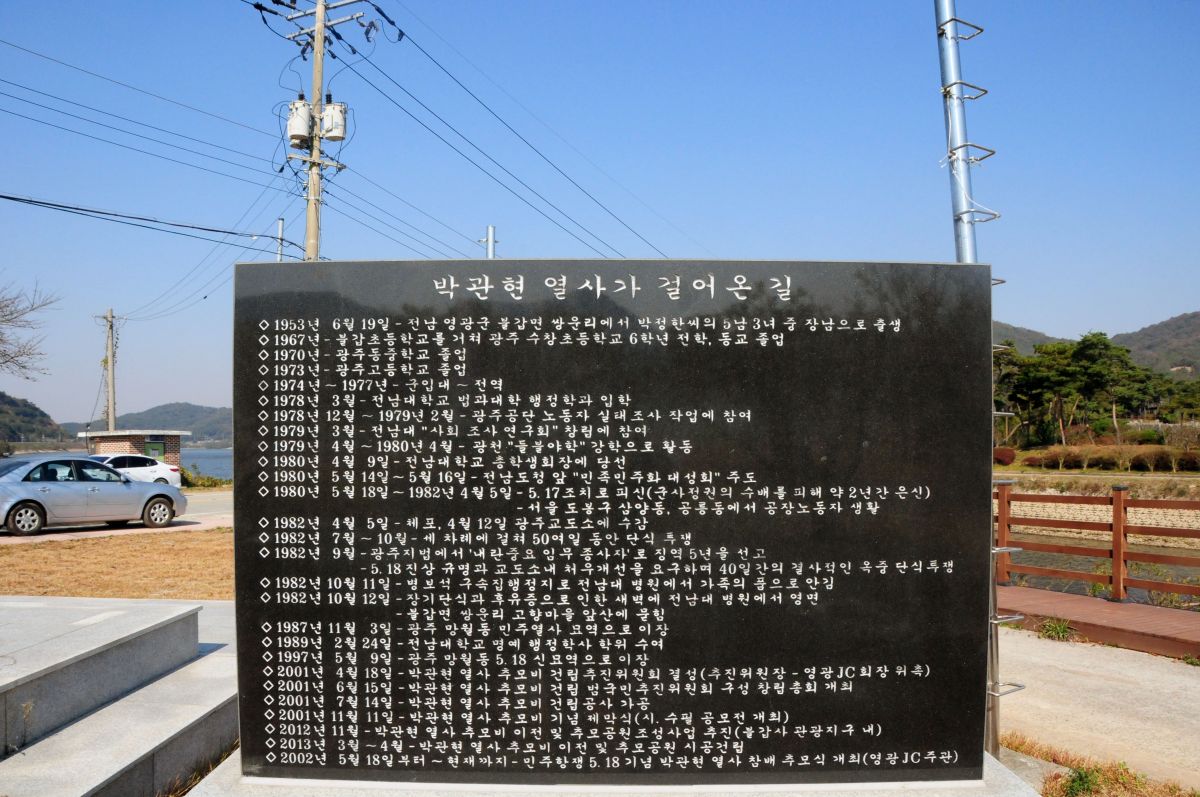 박관현 열사가 걸어온 길
◇1953년 6월 19일 - 전남 영광군 불갑면 쌍운리에서 박정한씨의 5남 3녀 중 장남으로 출생
◇1967년 - 불갑초등학교를 거쳐 광주 수창초등학교 6학년 전학, 동교 졸업
◇1970년 - 광주동중학교 졸업
◇1973년 - 광주고등학교 졸업
◇1974년 ~ 1977년 - 군입대 ~ 전역
◇1978년 3월 - 전남대학교 법과대학 행정학과 입학
◇1978년 12월 ~ 1979년 2월 - 광주공단 노동자 실태조사 작업에 참여
◇1979년 3월 - 전남대 "사회 조사 연구회" 창립에 참여
◇1979년 4월 ~ 1980년 4월 - 광천 "들불야학" 강학으로 활동
◇1980년 4월 9일 - 전남대학교 총학생회장에 당선
◇1980년 5월 14일 ~ 5월 16일 - 전남도청 앞 "민족민주화 대성회" 주도
◇1980년 5월 18일 ~ 1982년 4월 5일 - 5.17조치로 피신(군사정권의 수배를 피해 약 2년간 은신)
- 서울 도봉구 삼양동, 공릉동에서 공장노동자 생활
◇1982년 4월 5일 - 체포, 4월 12일 광주교도소에 수감
◇1982년 7월 ~ 10월 - 세 차례에 걸쳐 50여일 동안 단식 투쟁
◇1982년 9월 - 광주지법에서 '내란중요 임무 종사자'로 징역 5년을 선고
- 5.18 진상 규명과 교도소내 처우개선을 요구하며 40일간의 결사적인 옥중 단식투쟁
◇1982년 10월 11일 - 병보석 구속집행정지로 전남대 병원에서 가족의 품으로 안김
◇1982년 10월 12일 - 장기단식과 후유증으로 인한 새벽에 전남대 병원에서 영면
- 불갑면 쌍운리 고향마을 앞산에 묻힘
◇1987년 11월 3일 - 광주 망월동 민주열사 묘역으로 이장
◇1989년 2월 24일 - 전남대학교 명예 행정학사 학위 수여
◇1997년 5월 9일 - 광주 망월동 5.18 신묘역으로 이장
◇2001년 4월 18일 - 박관현 열사 추모비 건립추진위원회 결성(추진위원장 - 영광JC회장 위촉)
◇2001년 6월 15일 - 박관현 열사 추모비 건립 범국민추진위원회 구성 창립총회 개최
◇2001년 7월 14일 - 박관현 열사 추모비 건립공사 가공
◇2001년 11월 11일 - 박관현 열사 추모비 기념 제막식(시, 수필 공모전 개최)
◇2012년 11월 - 박관현 열사 추모비 이전 및 추모공원조성사업 추진(불갑사 관광지구 내)
◇2013년 3월 ~ 4월 - 박관현 열사 추모비 이전 및 추모공원 시공건립
◇2002년 5월 18일부터 ~ 현재까지 - 민주항쟁 5.18 기념 박관현 열사 참배 추모식 개최(영광JC주관)